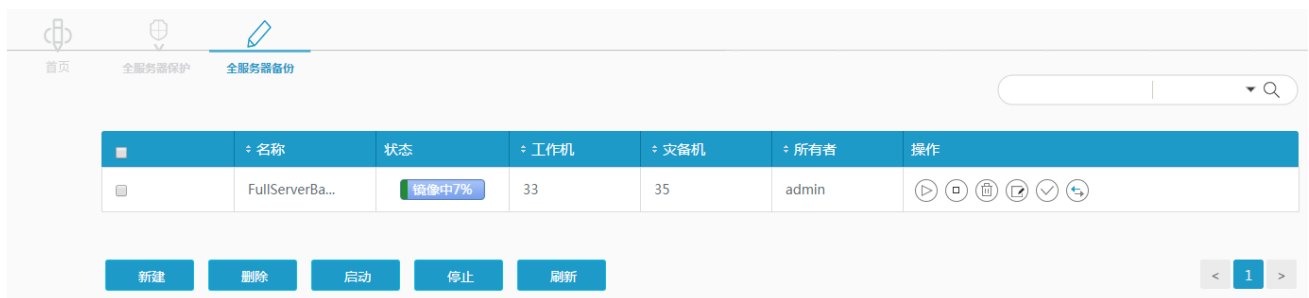 首页 全服务器保护 全服务器备份
名称 状态 工作机 灾备机 所有者 操作
FullServerBa... 镜像中7% 33 35 admin
新建 删除 启动 停止 刷新 < 1 >